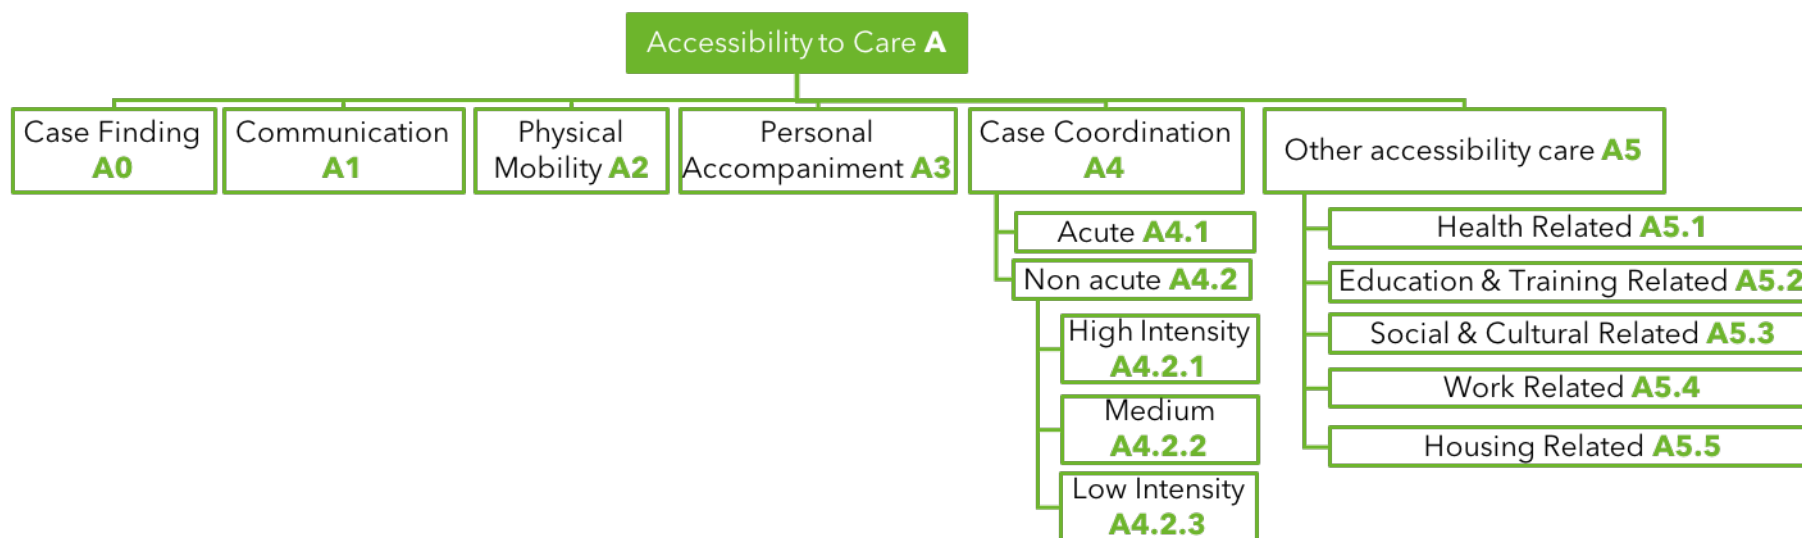 Accessibility to Care A
Case Finding
A0
Communication
A1
Physical
Mobility A2
Personal
Accompaniment A3
Case Coordination
A4
Other accessibility care A5
Acute A4.1
Non acute A4.2
High Intensity
A4.2.1
Medium
A4.2.2
Low Intensity
A4.2.3
Health Related A5.1
Education & Training Related A5.2
Social & Cultural Related A5.3
Work Related A5.4
Housing Related A5.5